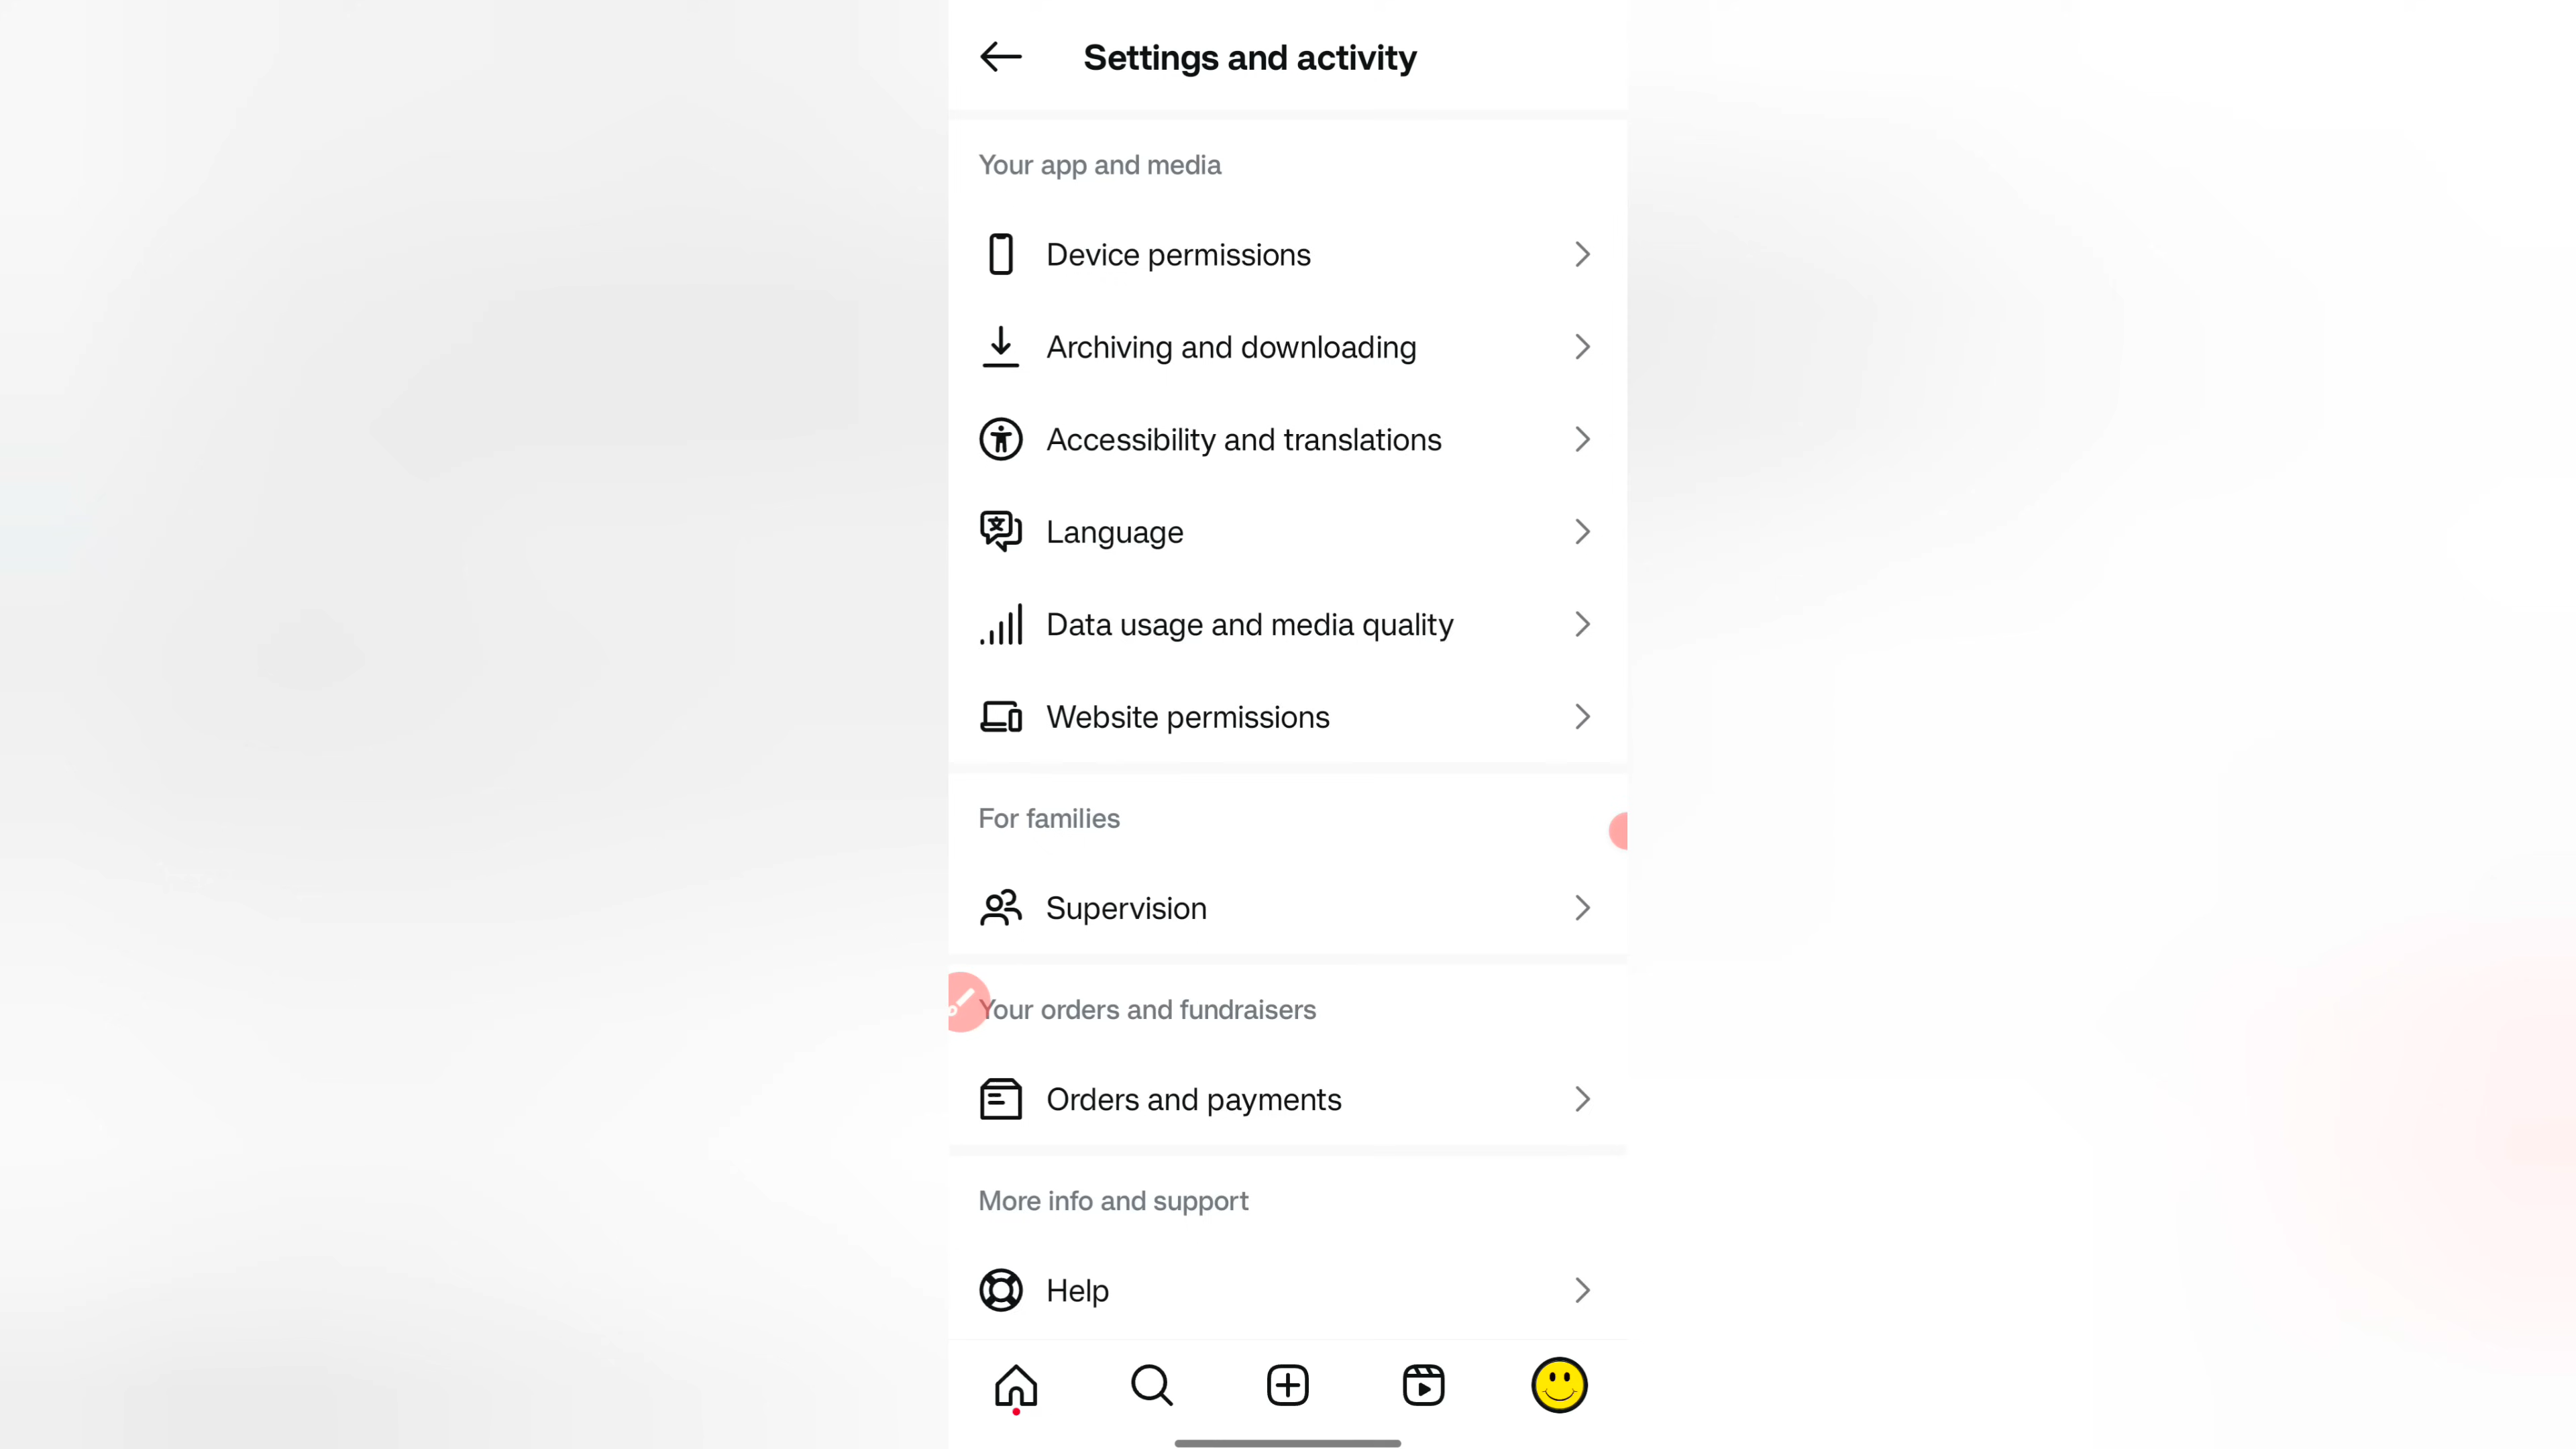 Settings and activity
Your app and media
Device permissions
Archiving and downloading
Accessibility and translations
Language
Data usage and media quality
Website permissions
For families
Supervision
Your orders and fundraisers
Orders and payments
More info and support
Help